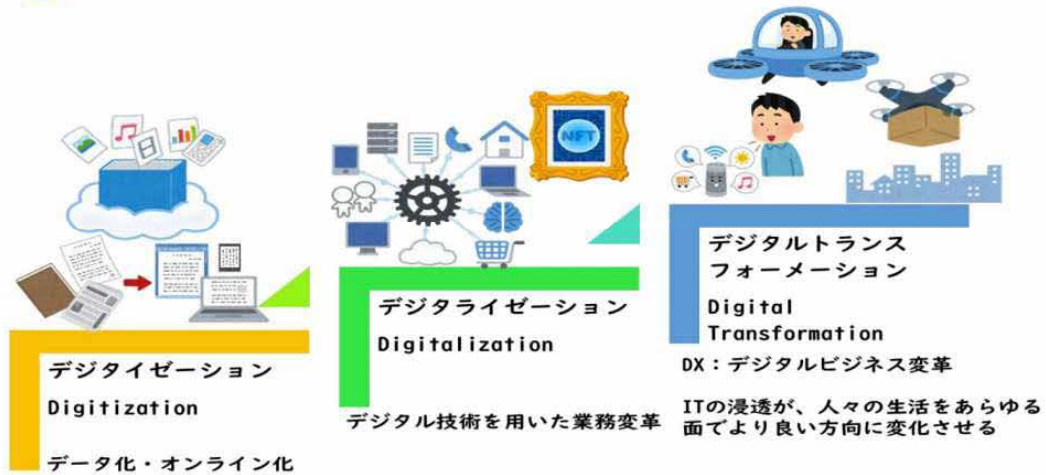 NFT
デジタイゼーション
Digitization
データ化・オンライン化
デジタライゼーション
Digitalization
デジタル技術を用いた業務変革
デジタルトランス
フォーメーション
Digital
Transformation
DX：デジタルビジネス変革
ITの浸透が、人々の生活をあらゆる
面でより良い方向に変化させる